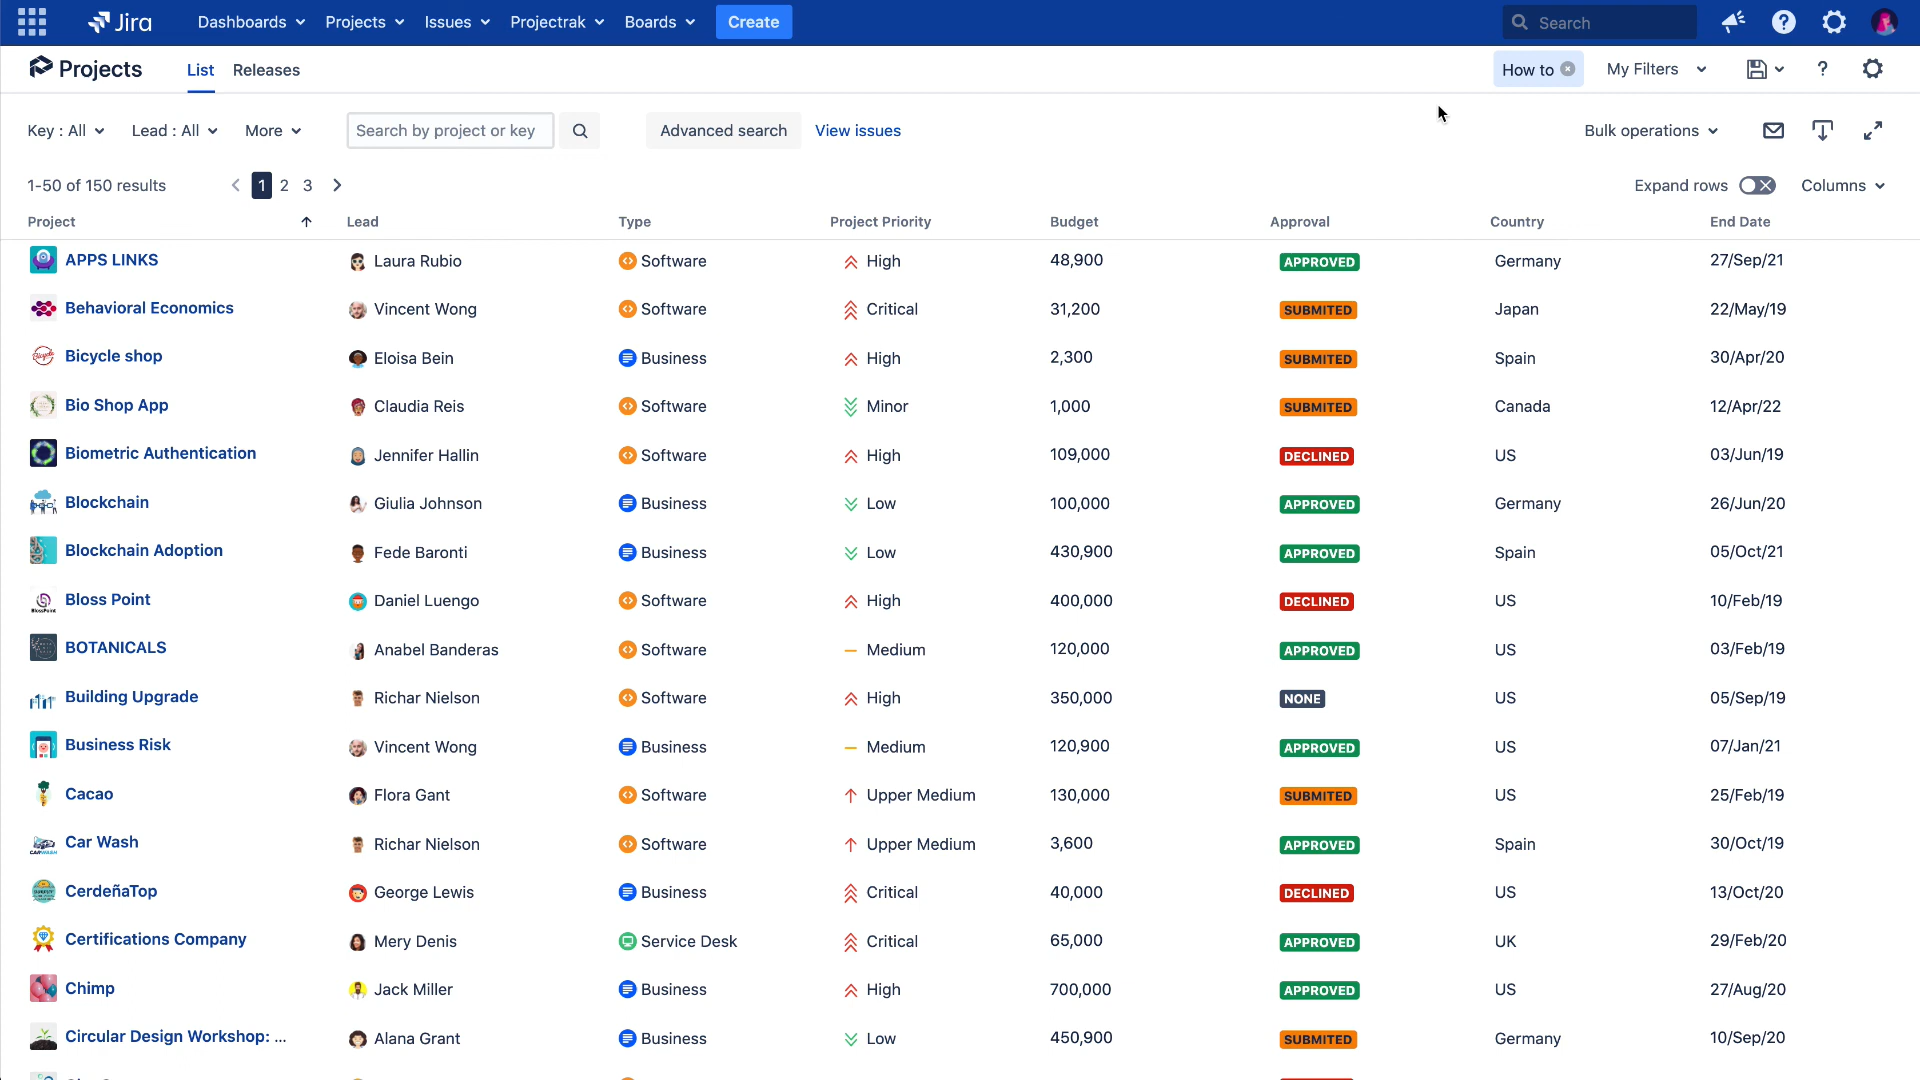 Jira Dashboards Projects Issues Projectrak Boards Create Search
Projects List Releases How to My Filters
Key : All Lead : All More Search by project or key Advanced search View issues Bulk operations
1-50 of 150 results 1 2 3 Expand rows Columns
Project Lead Type Project Priority Budget Approval Country End Date
APPS LINKS Laura Rubio Software High 48,900 APPROVED Germany 27/Sep/21
Behavioral Economics Vincent Wong Software Critical 31,200 SUBMITED Japan 22/May/19
Bicycle shop Eloisa Bein Business High 2,300 SUBMITED Spain 30/Apr/20
Bio Shop App Claudia Reis Software Minor 1,000 SUBMITED Canada 12/Apr/22
Biometric Authentication Jennifer Hallin Software High 109,000 DECLINED US 03/Jun/19
Blockchain Giulia Johnson Business Low 100,000 APPROVED Germany 26/Jun/20
Blockchain Adoption Fede Baronti Business Low 430,900 APPROVED Spain 05/Oct/21
Bloss Point Daniel Luengo Software High 400,000 DECLINED US 10/Feb/19
BOTANICALS Anabel Banderas Software Medium 120,000 APPROVED US 03/Feb/19
Building Upgrade Richar Nielson Software High 350,000 NONE US 05/Sep/19
Business Risk Vincent Wong Business Medium 120,900 APPROVED US 07/Jan/21
Cacao Flora Gant Software Upper Medium 130,000 SUBMITED US 25/Feb/19
Car Wash Richar Nielson Software Upper Medium 3,600 APPROVED Spain 30/Oct/19
CerdeñaTop George Lewis Business Critical 40,000 DECLINED US 13/Oct/20
Certifications Company Mery Denis Service Desk Critical 65,000 APPROVED UK 29/Feb/20
Chimp Jack Miller Business High 700,000 APPROVED US 27/Aug/20
Circular Design Workshop: ... Alana Grant Business Low 450,900 SUBMITED Germany 10/Sep/20